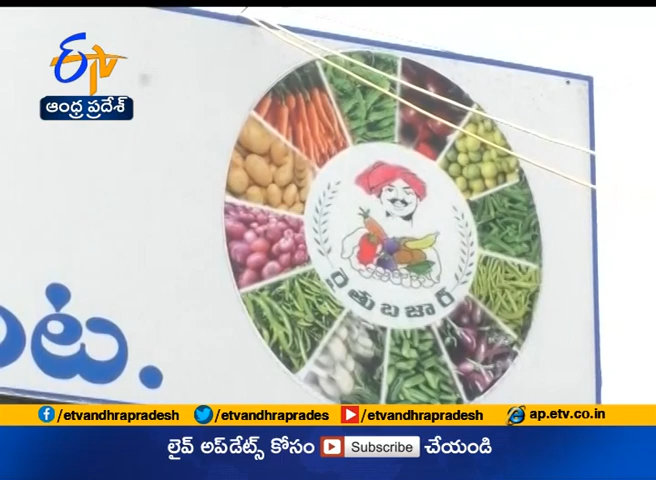 ETV
ఆంధ్ర ప్రదేశ్
రైతు బజార్
ంట.
/etvandhrapradesh /etvandhraprades /etvandhrapradesh ap.etv.co.in
లైవ్ అప్‌డేట్స్ కోసం Subscribe చేయండి